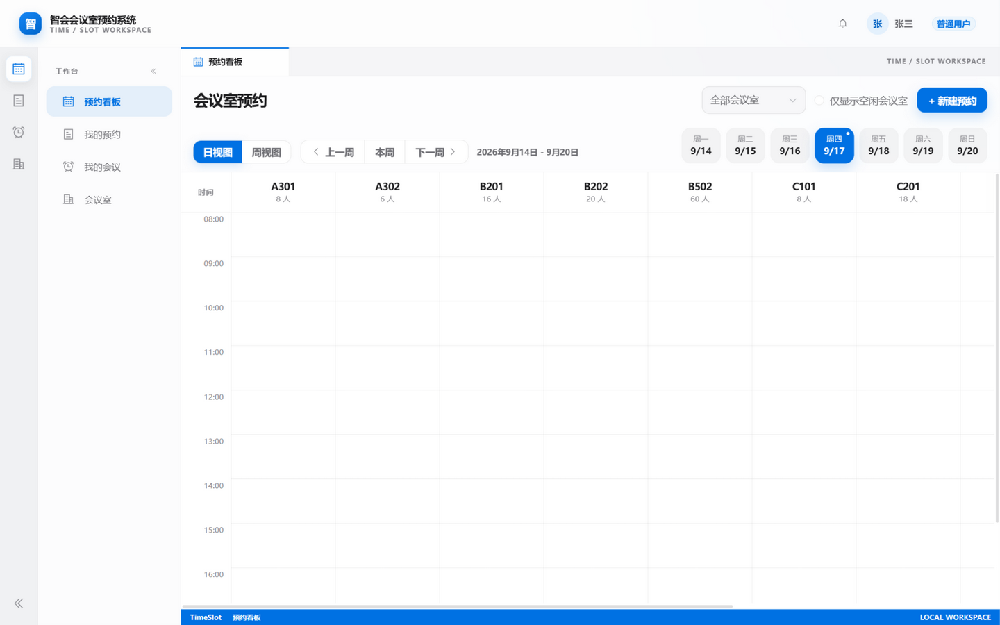 智
智会会议室预约系统
TIME / SLOT WORKSPACE
张
张三
普通用户
工作台
预约看板
我的预约
我的会议
会议室
预约看板
TIME / SLOT WORKSPACE
会议室预约
全部会议室
仅显示空闲会议室
+ 新建预约
日视图
周视图
上一周
本周
下一周
2026年9月14日 - 9月20日
周一
9/14
周二
9/15
周三
9/16
周四
9/17
周五
9/18
周六
9/19
周日
9/20
时间
A301
8 人
A302
6 人
B201
16 人
B202
20 人
B502
60 人
C101
8 人
C201
18 人
08:00
09:00
10:00
11:00
12:00
13:00
14:00
15:00
16:00
TimeSlot
预约看板
LOCAL WORKSPACE